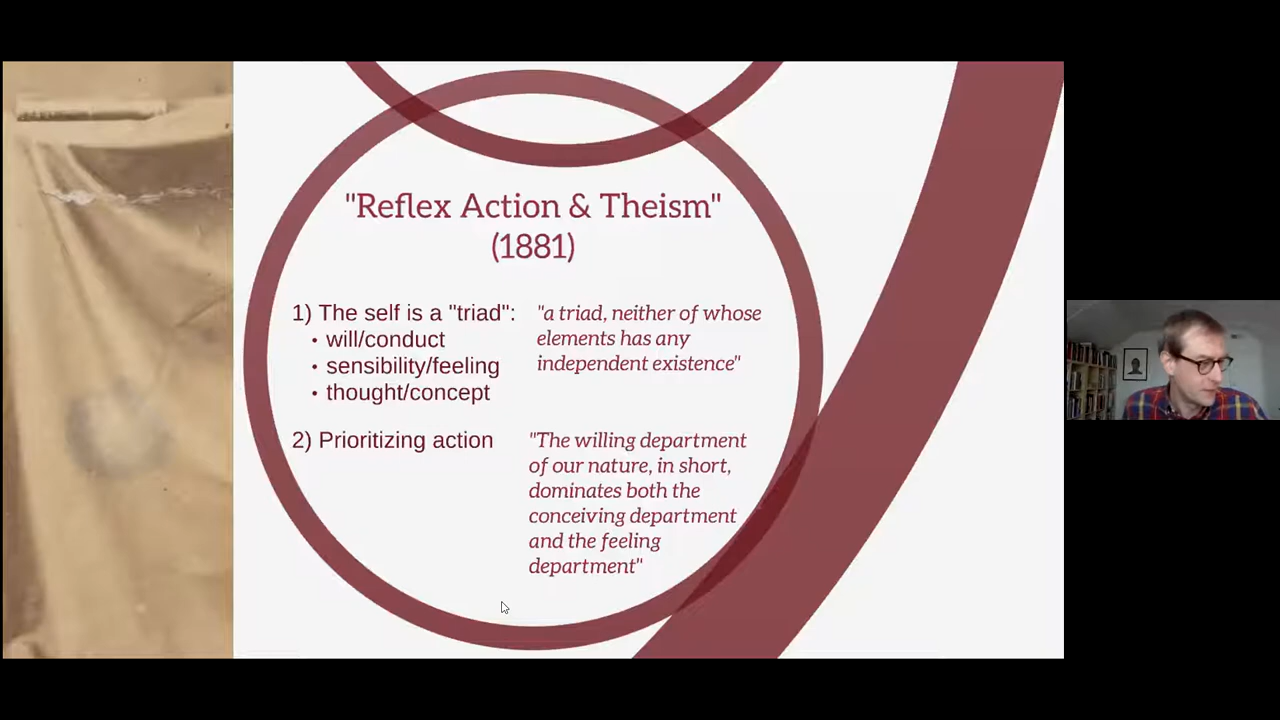 "Reflex Action & Theism"
(1881)
1) The self is a "triad":
• will/conduct
• sensibility/feeling
• thought/concept
"a triad, neither of whose
elements has any
independent existence"
2) Prioritizing action
"The willing department
of our nature, in short,
dominates both the
conceiving department
and the feeling
department"